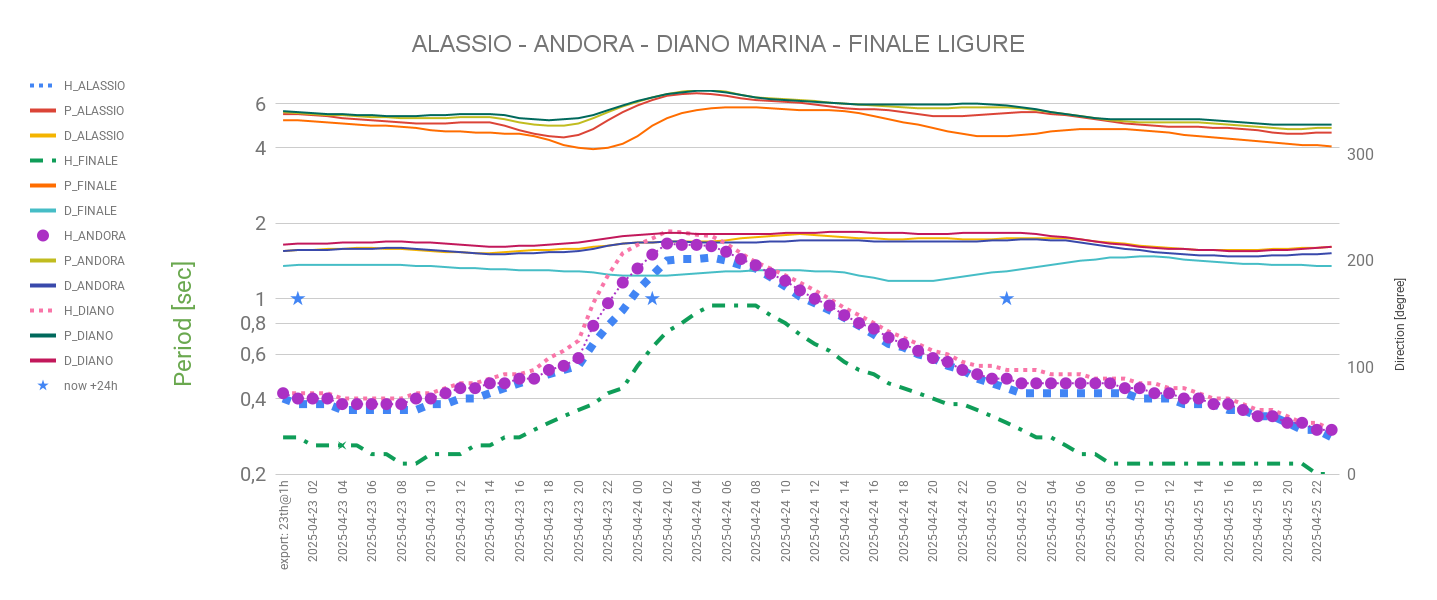 ALASSIO - ANDORA - DIANO MARINA - FINALE LIGURE
H_ALASSIO
P_ALASSIO
D_ALASSIO
H_FINALE
P_FINALE
D_FINALE
H_ANDORA
P_ANDORA
D_ANDORA
H_DIANO
P_DIANO
D_DIANO
now +24h
Period [sec]
6
4
2
1
0,8
0,6
0,4
0,2
300
200
100
0
Direction [degree]
export: 23th@1h
2025-04-23 02
2025-04-23 04
2025-04-23 06
2025-04-23 08
2025-04-23 10
2025-04-23 12
2025-04-23 14
2025-04-23 16
2025-04-23 18
2025-04-23 20
2025-04-23 22
2025-04-24 00
2025-04-24 02
2025-04-24 04
2025-04-24 06
2025-04-24 08
2025-04-24 10
2025-04-24 12
2025-04-24 14
2025-04-24 16
2025-04-24 18
2025-04-24 20
2025-04-24 22
2025-04-25 00
2025-04-25 02
2025-04-25 04
2025-04-25 06
2025-04-25 08
2025-04-25 10
2025-04-25 12
2025-04-25 14
2025-04-25 16
2025-04-25 18
2025-04-25 20
2025-04-25 22